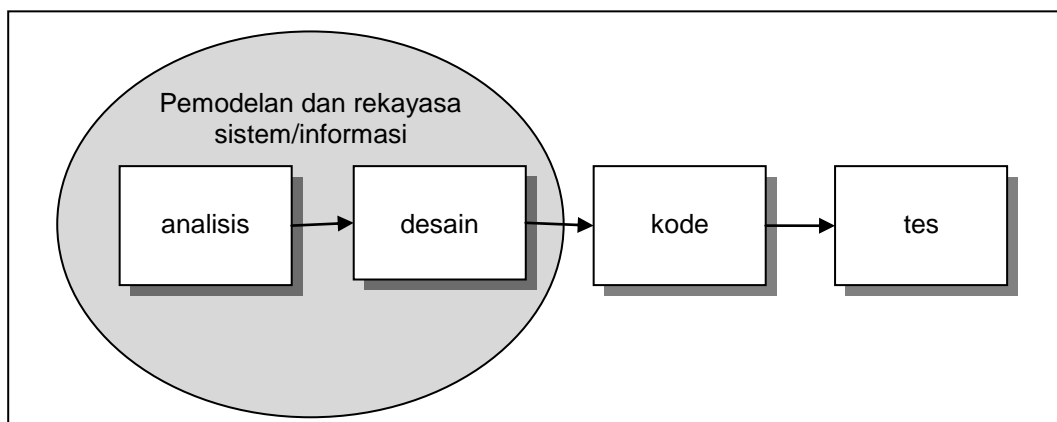 Pemodelan dan rekayasa
sistem/informasi
analisis
desain
kode
tes